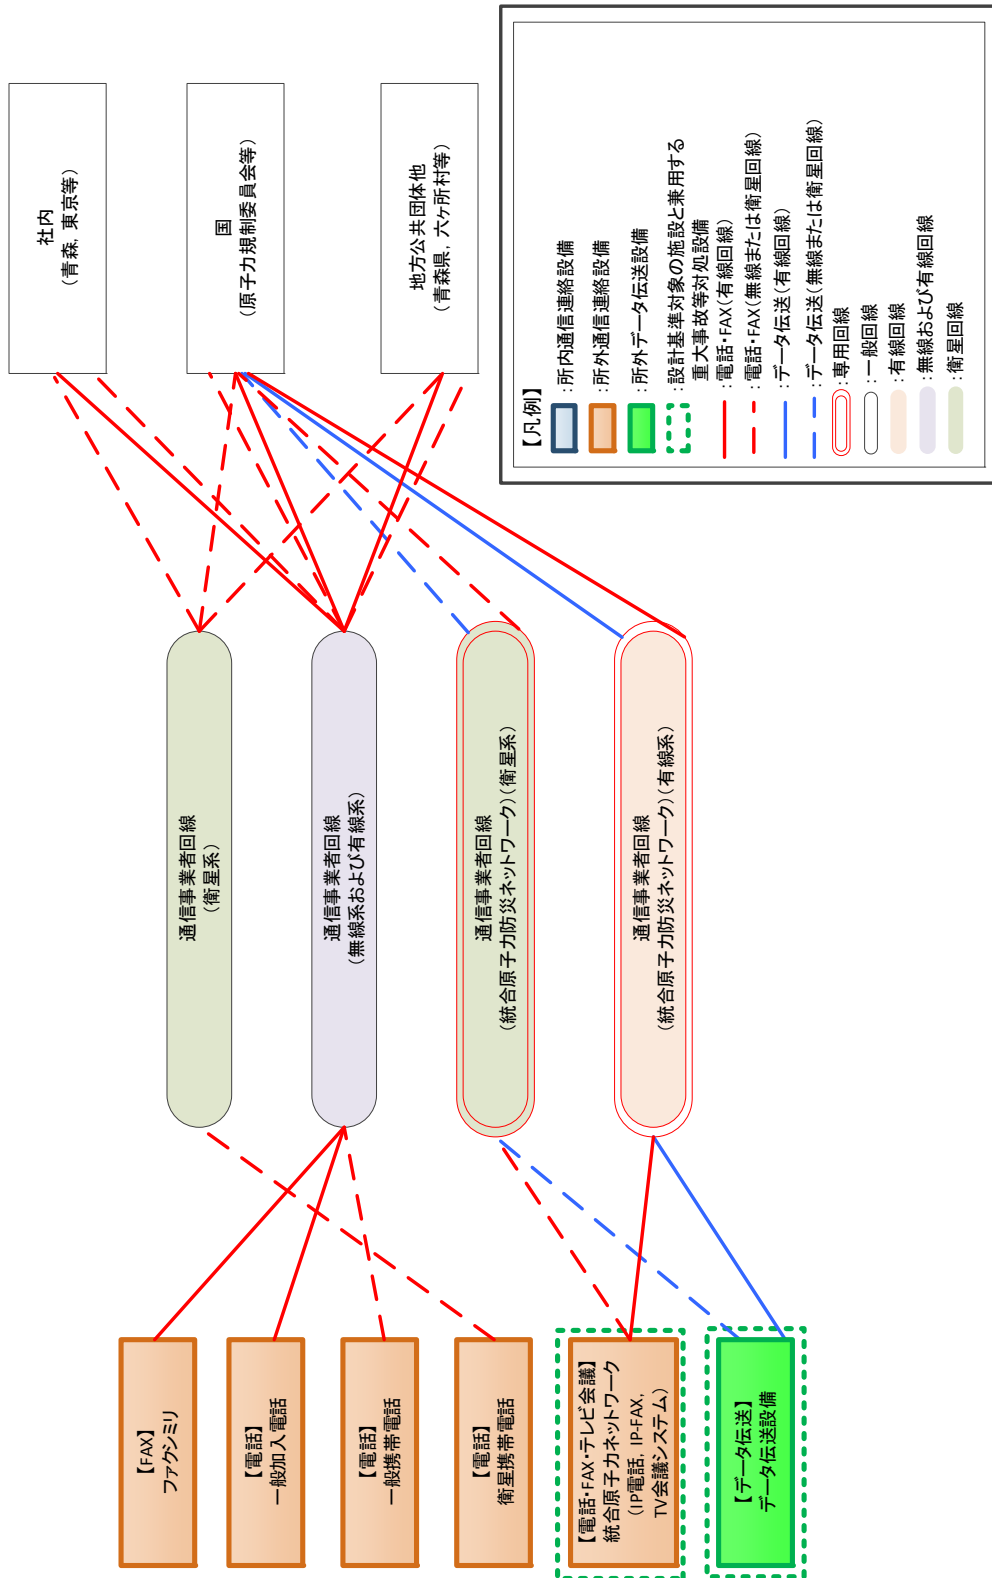 社内
(青森, 東京等)
国
(原子力規制委員会等)
地方公共団体他
(青森県, 六ヶ所村等)
通信事業者回線
(衛星系)
通信事業者回線
(無線系および有線系)
通信事業者回線
(統合原子力防災ネットワーク)(衛星系)
通信事業者回線
(統合原子力防災ネットワーク)(有線系)
【FAX】
ファクシミリ
【電話】
一般加入電話
【電話】
一般携帯電話
【電話】
衛星携帯電話
【電話・FAX・テレビ会議】
統合原子力ネットワーク
(IP電話, IP-FAX,
TV会議システム)
【データ伝送】
データ伝送設備
【凡例】
:所内通信連絡設備
:所外通信連絡設備
:所外データ伝送設備
:設計基準対象の施設と兼用する
重大事故等対処設備
:電話・FAX(有線回線)
:電話・FAX(無線または衛星回線)
:データ伝送(有線回線)
:データ伝送(無線または衛星回線)
:専用回線
:一般回線
:有線回線
:無線および有線回線
:衛星回線